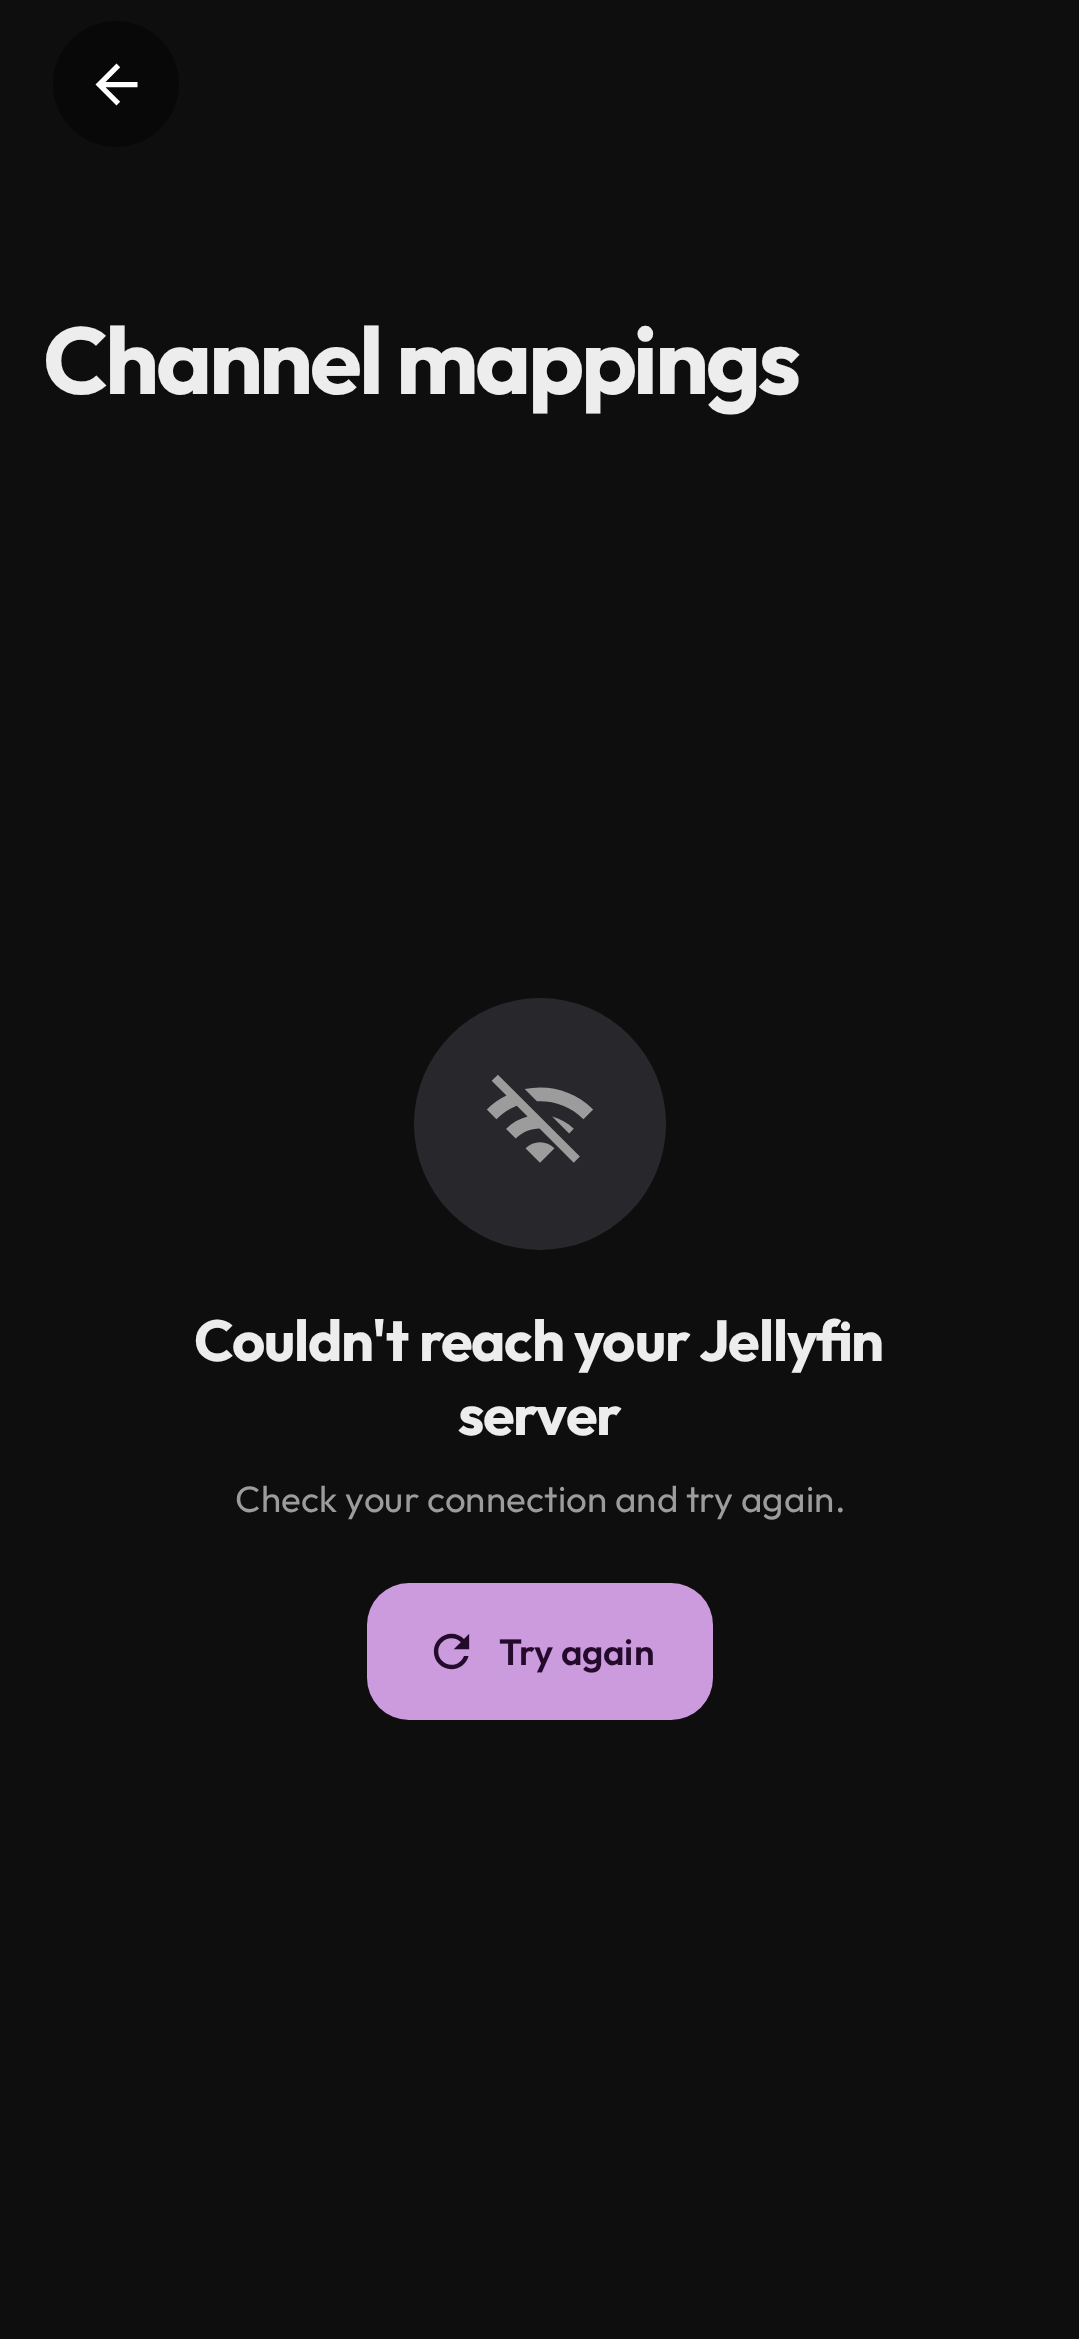 Channel mappings
Couldn't reach your Jellyfin
server
Check your connection and try again.
Try again